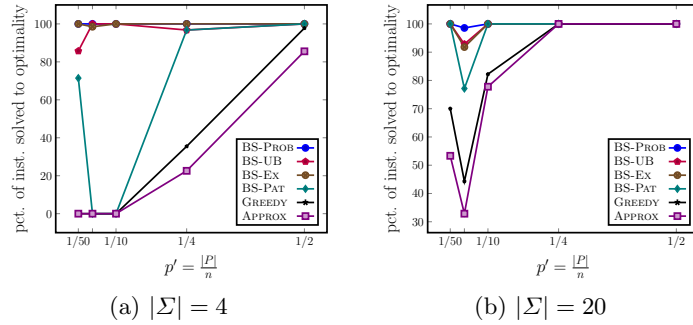 pct. of inst. solved to optimality
100
80
60
40
20
0
1/50
1/10
1/4
1/2
p′ = |P|/n
BS-Prob
BS-UB
BS-Ex
BS-Pat
Greedy
Approx
(a) |Σ| = 4
pct. of inst. solved to optimality
100
90
80
70
60
50
40
30
1/50
1/10
1/4
1/2
p′ = |P|/n
BS-Prob
BS-UB
BS-Ex
BS-Pat
Greedy
Approx
(b) |Σ| = 20